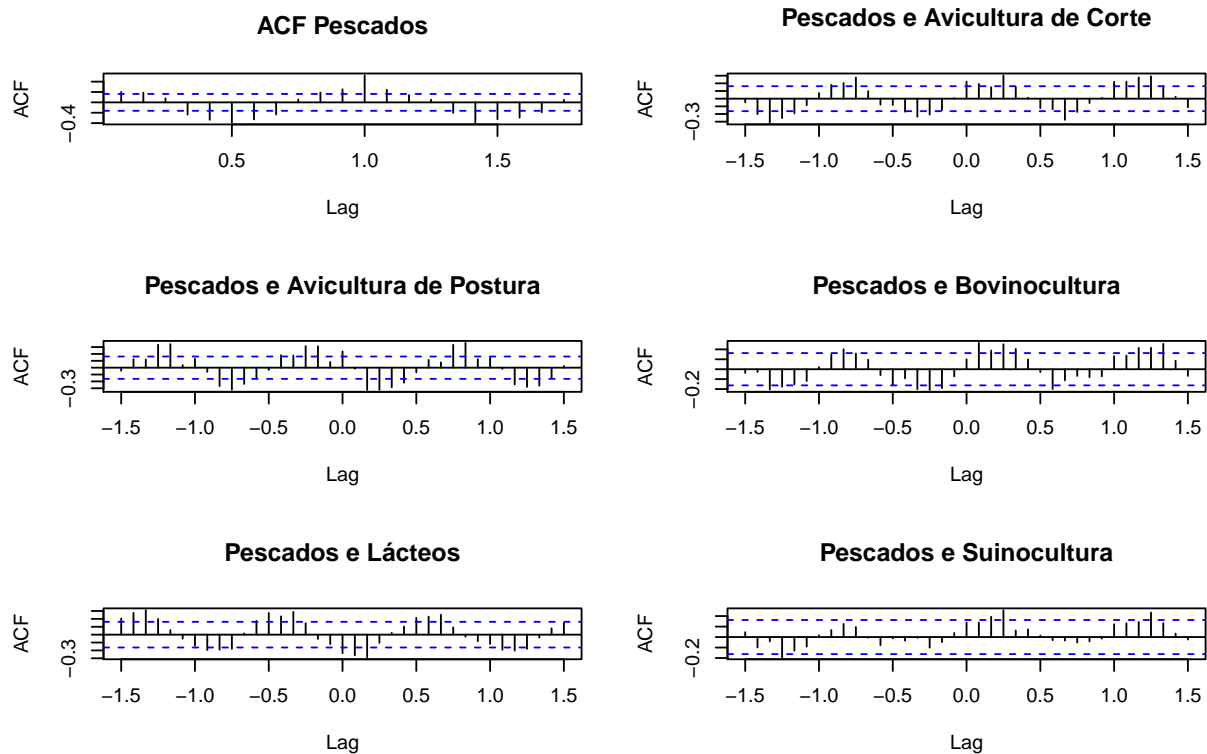 ACF Pescados
ACF
−0.4
0.5 1.0 1.5
Lag
Pescados e Avicultura de Corte
ACF
−0.3
−1.5 −1.0 −0.5 0.0 0.5 1.0 1.5
Lag
Pescados e Avicultura de Postura
ACF
−0.3
−1.5 −1.0 −0.5 0.0 0.5 1.0 1.5
Lag
Pescados e Bovinocultura
ACF
−0.2
−1.5 −1.0 −0.5 0.0 0.5 1.0 1.5
Lag
Pescados e Lácteos
ACF
−0.3
−1.5 −1.0 −0.5 0.0 0.5 1.0 1.5
Lag
Pescados e Suinocultura
ACF
−0.2
−1.5 −1.0 −0.5 0.0 0.5 1.0 1.5
Lag